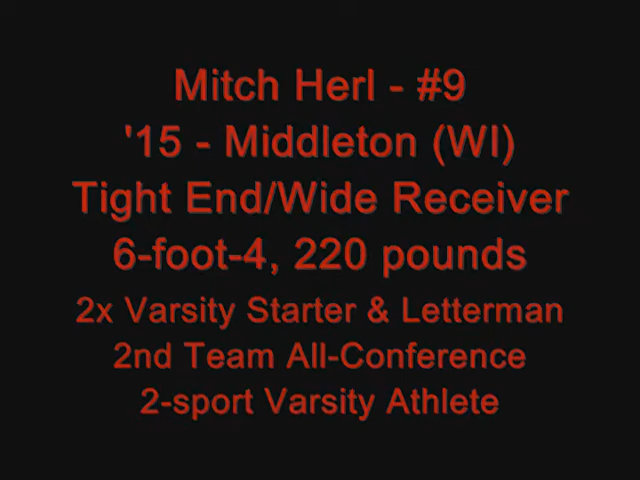 Mitch Herl - #9
'15 - Middleton (WI)
Tight End/Wide Receiver
6-foot-4, 220 pounds
2x Varsity Starter & Letterman
2nd Team All-Conference
2-sport Varsity Athlete